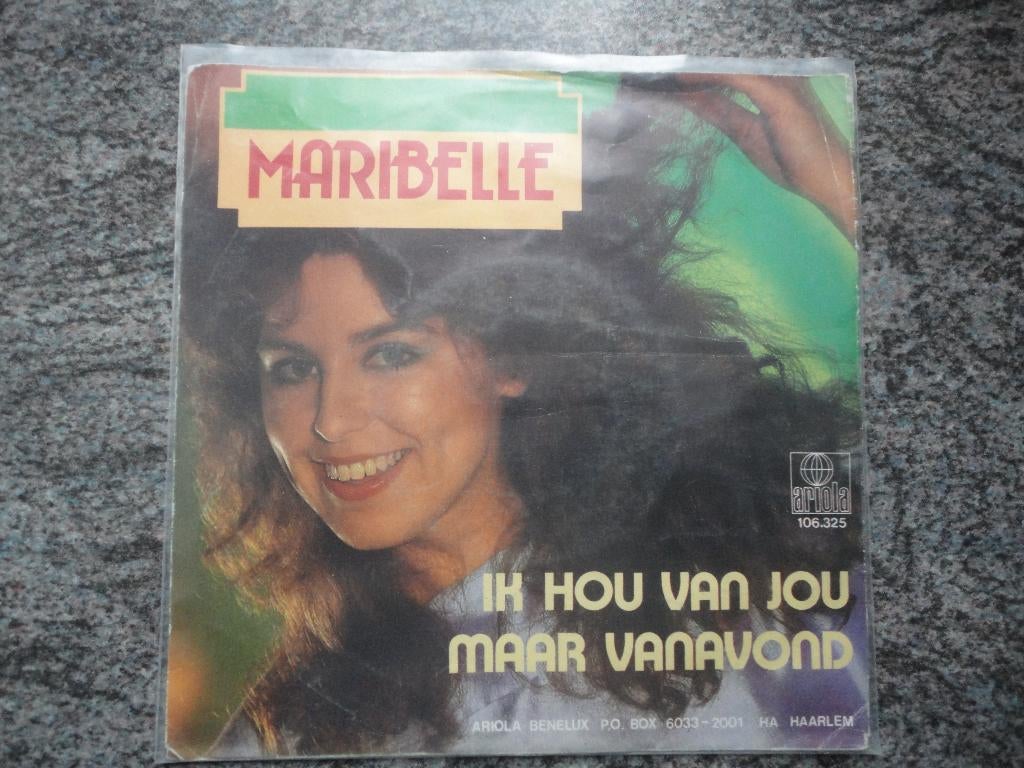 MARIBELLE
ariola
106.325
IK HOU VAN JOU
MAAR VANAVOND
ARIOLA BENELUX P.O. BOX 6033-2001 HA HAARLEM